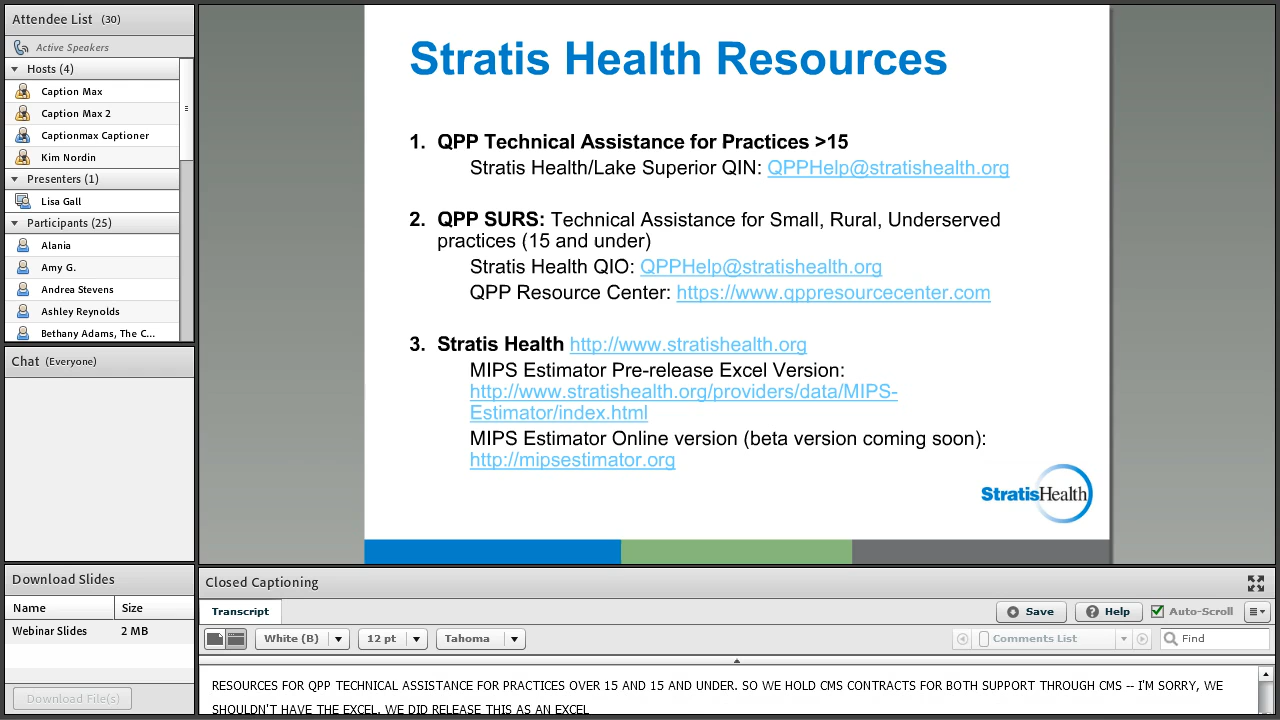 Attendee List (30)
Active Speakers
Hosts (4)
Caption Max
Caption Max 2
Captionmax Captioner
Kim Nordin
Presenters (1)
Lisa Gall
Participants (25)
Alania
Amy G.
Andrea Stevens
Ashley Reynolds
Bethany Adams, The C...
Chat (Everyone)
Download Slides
Name Size
Webinar Slides 2 MB
Download File(s)
Stratis Health Resources
1. QPP Technical Assistance for Practices >15
Stratis Health/Lake Superior QIN: QPPHelp@stratishealth.org
2. QPP SURS: Technical Assistance for Small, Rural, Underserved
practices (15 and under)
Stratis Health QIO: QPPHelp@stratishealth.org
QPP Resource Center: https://www.qppresourcecenter.com
3. Stratis Health http://www.stratishealth.org
MIPS Estimator Pre-release Excel Version:
http://www.stratishealth.org/providers/data/MIPS-
Estimator/index.html
MIPS Estimator Online version (beta version coming soon):
http://mipsestimator.org
StratisHealth
Closed Captioning
Transcript
Save Help Auto-Scroll
White (B) 12 pt Tahoma Comments List Find
RESOURCES FOR QPP TECHNICAL ASSISTANCE FOR PRACTICES OVER 15 AND 15 AND UNDER. SO WE HOLD CMS CONTRACTS FOR BOTH SUPPORT THROUGH CMS -- I'M SORRY, WE
SHOULDN'T HAVE THE EXCEL. WE DID RELEASE THIS AS AN EXCEL